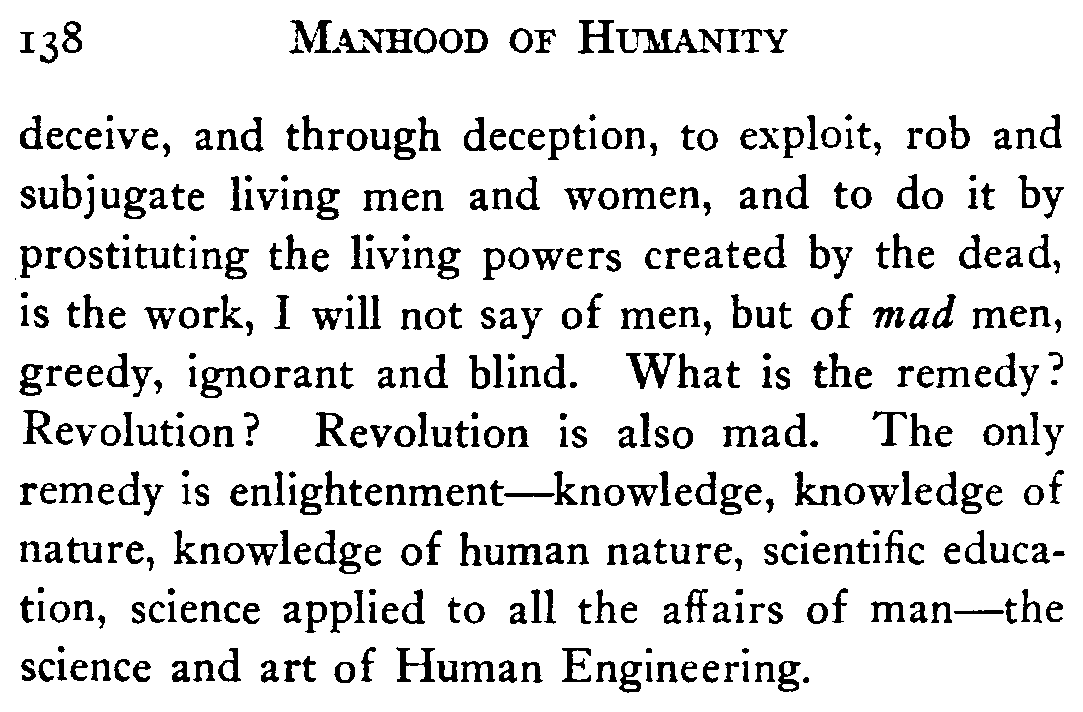 138 MANHOOD OF HUMANITY
deceive, and through deception, to exploit, rob and
subjugate living men and women, and to do it by
prostituting the living powers created by the dead,
is the work, I will not say of men, but of mad men,
greedy, ignorant and blind. What is the remedy?
Revolution? Revolution is also mad. The only
remedy is enlightenment—knowledge, knowledge of
nature, knowledge of human nature, scientific educa-
tion, science applied to all the affairs of man—the
science and art of Human Engineering.